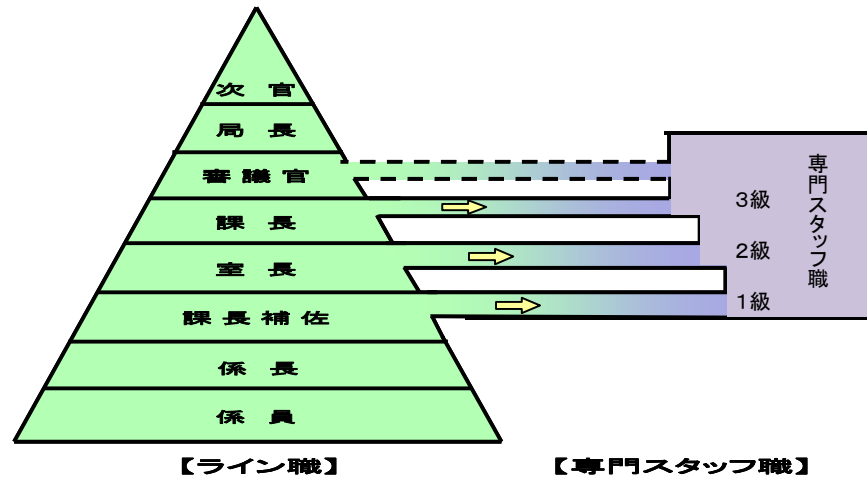 次官
局長
審議官
課長
室長
課長補佐
係長
係員
3級
2級
1級
専門スタッフ職
【ライン職】
【専門スタッフ職】